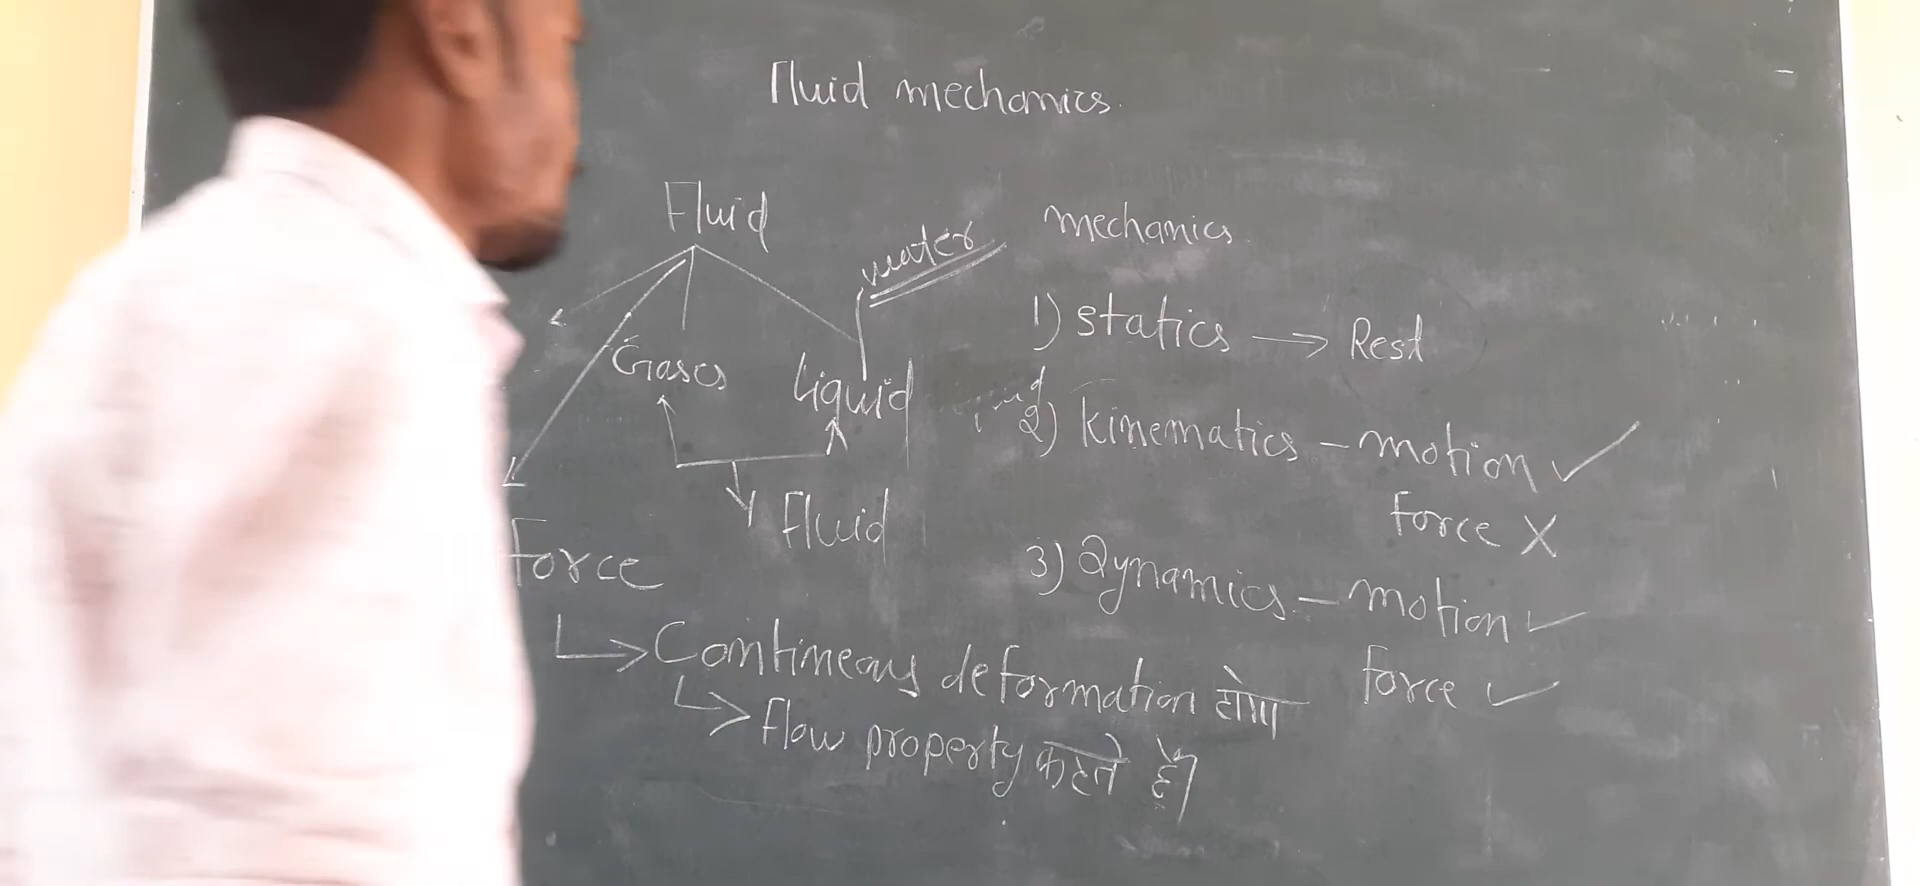 Fluid mechanics
Fluid
water
mechanics
1) statics → Rest
Gases
Liquid
2) kinematics – motion ✓
force X
Fluid
3) Dynamics – motion ✓
force ✓
force
↳ Contineous deformation होगा
↳ flow property कहते हैं।